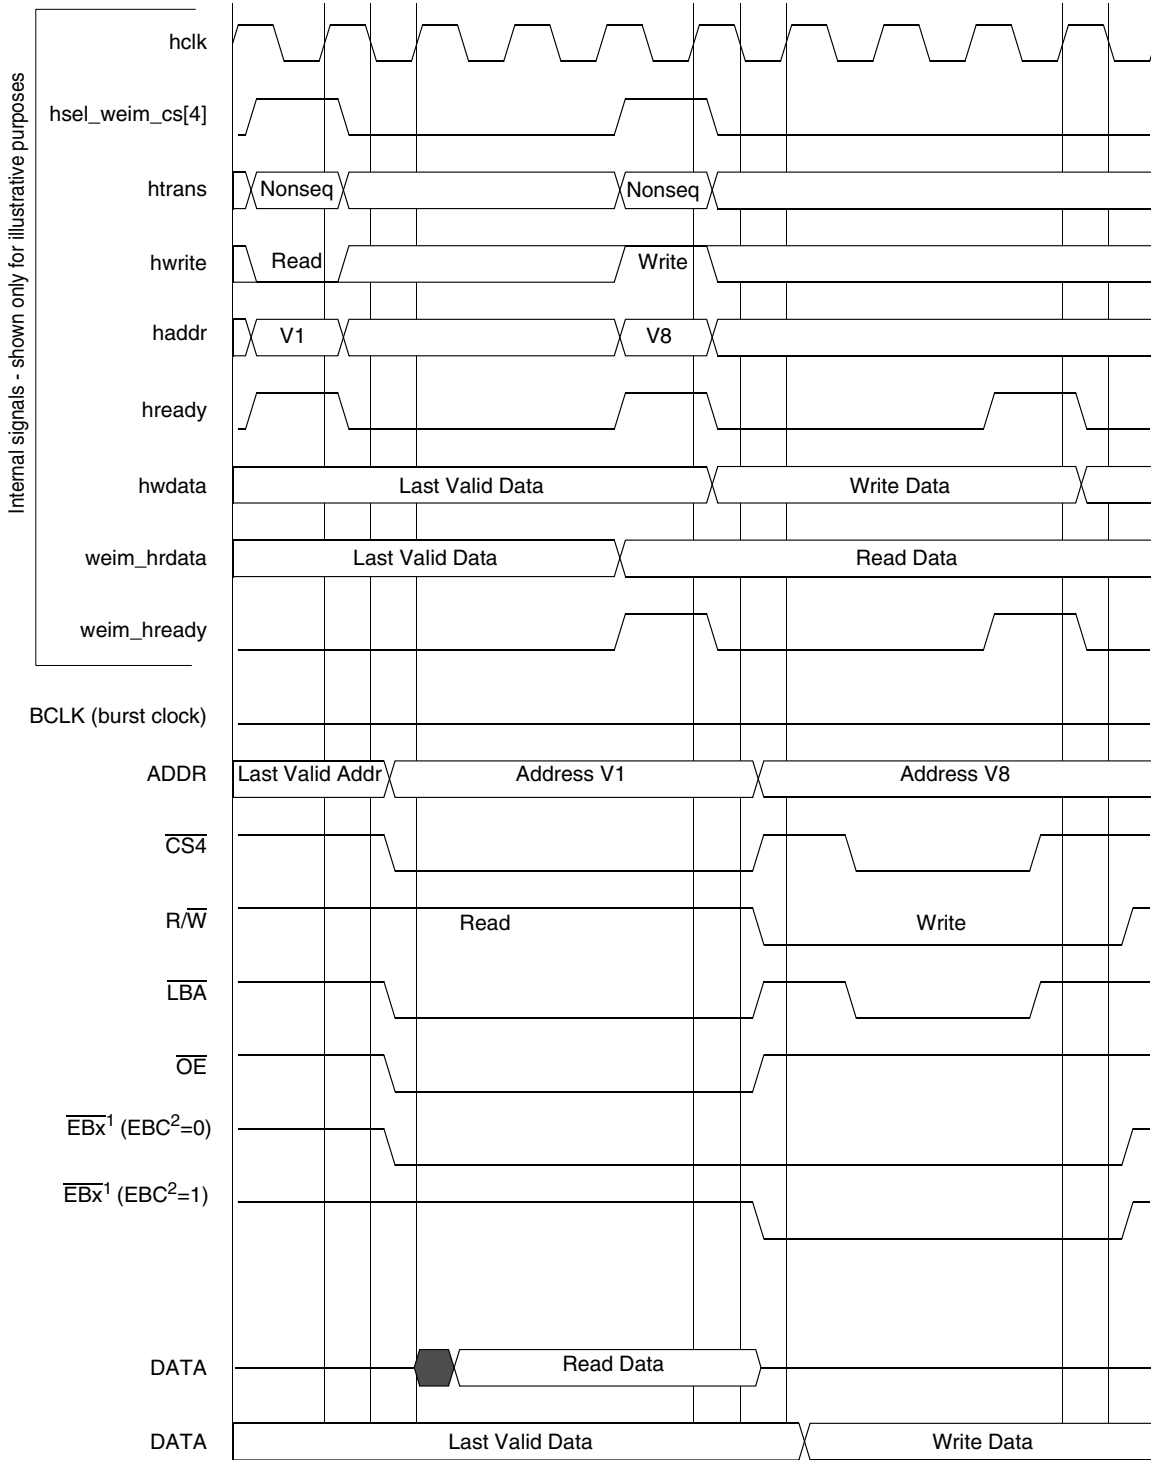 Internal signals - shown only for illustrative purposes
hclk
hsel_weim_cs[4]
htrans Nonseq Nonseq
hwrite Read Write
haddr V1 V8
hready
hwdata Last Valid Data Write Data
weim_hrdata Last Valid Data Read Data
weim_hready
BCLK (burst clock)
ADDR Last Valid Addr Address V1 Address V8
CS4
R/W Read Write
LBA
OE
EBx1 (EBC2=0)
EBx1 (EBC2=1)
DATA Read Data
DATA Last Valid Data Write Data